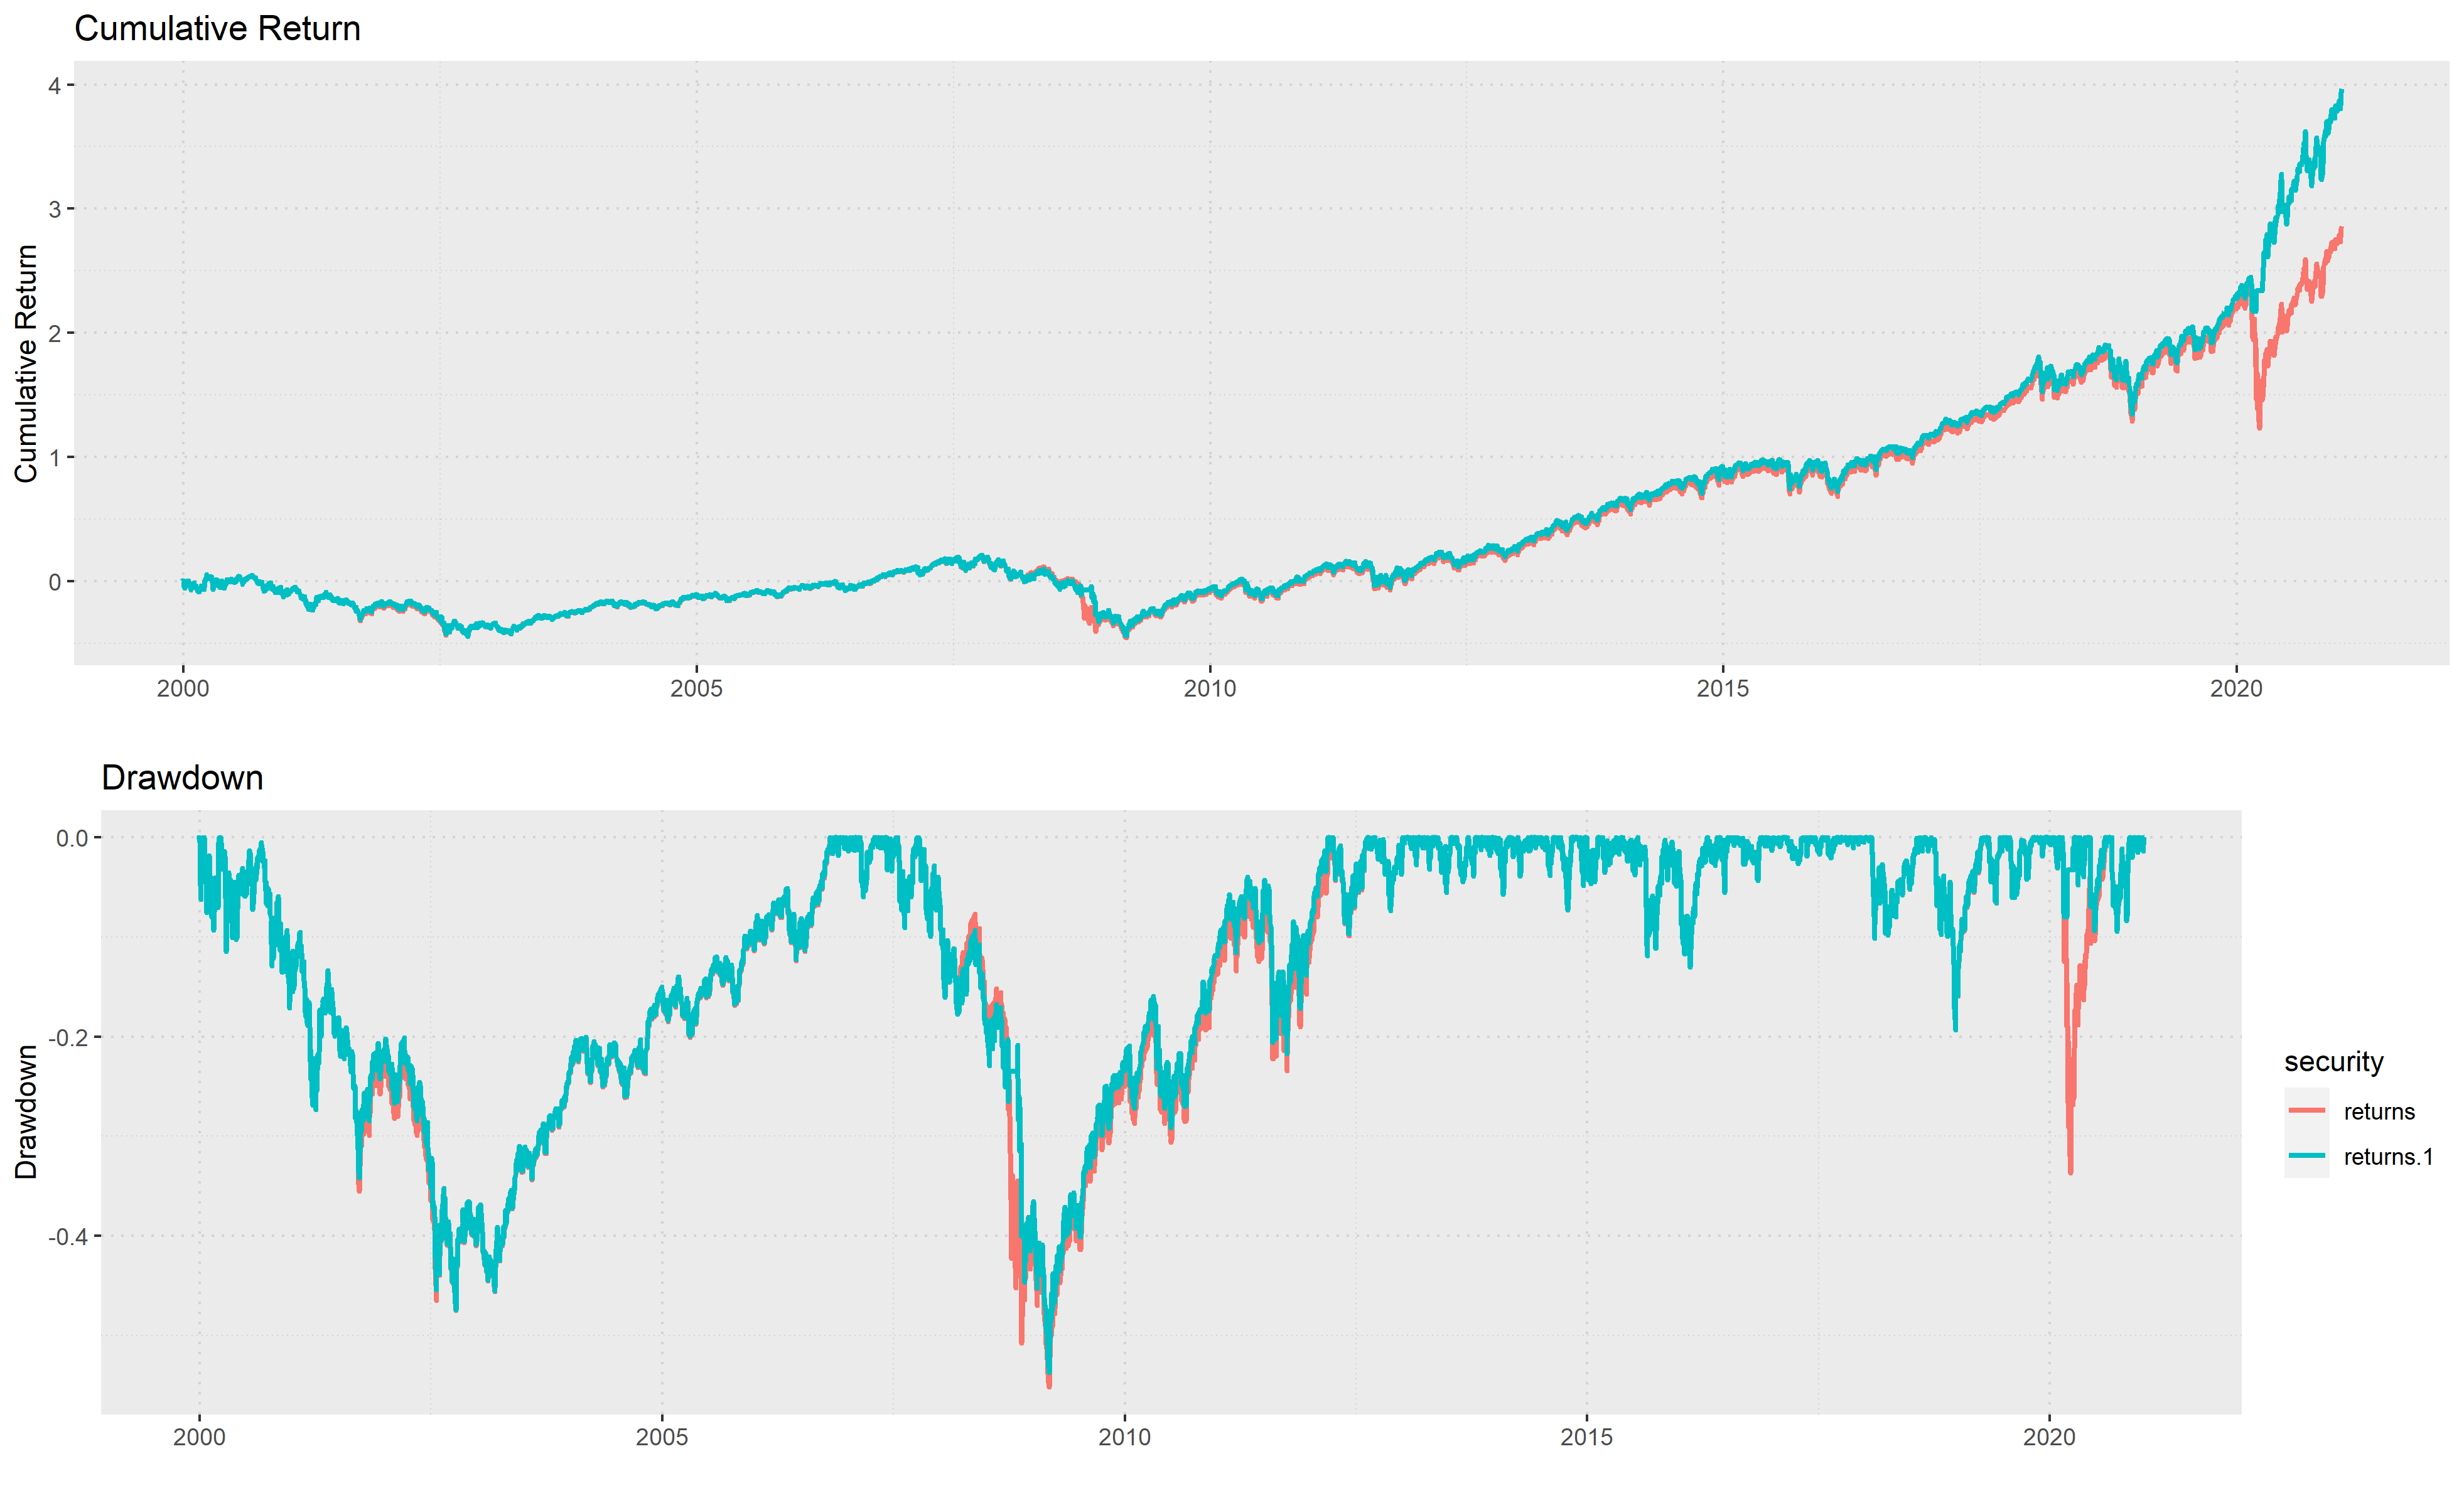 Cumulative Return
Cumulative Return
4
3
2
1
0
2000 2005 2010 2015 2020
Drawdown
Drawdown
0.0
-0.2
-0.4
2000 2005 2010 2015 2020
security
returns
returns.1